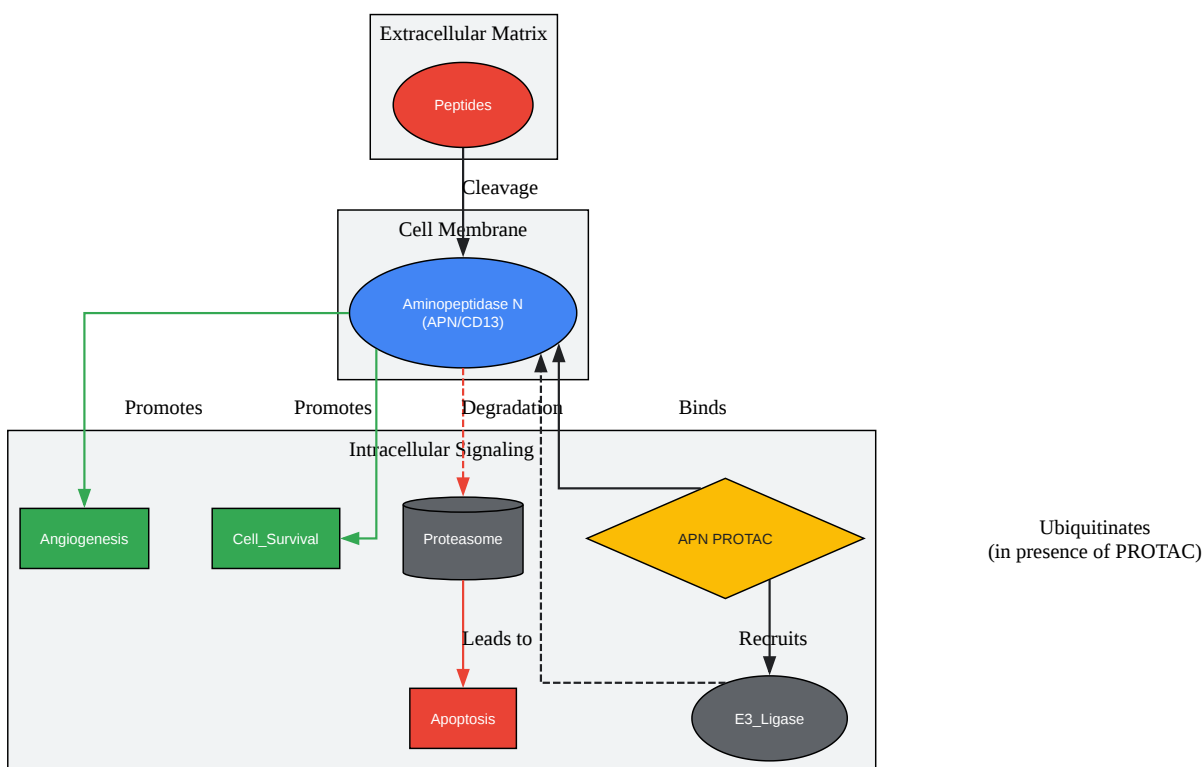 Extracellular Matrix
Peptides
Cleavage
Cell Membrane
Aminopeptidase N
(APN/CD13)
Promotes
Promotes
Degradation
Binds
Intracellular Signaling
Angiogenesis
Cell_Survival
Proteasome
APN PROTAC
Ubiquitinates
(in presence of PROTAC)
Leads to
Recruits
Apoptosis
E3_Ligase